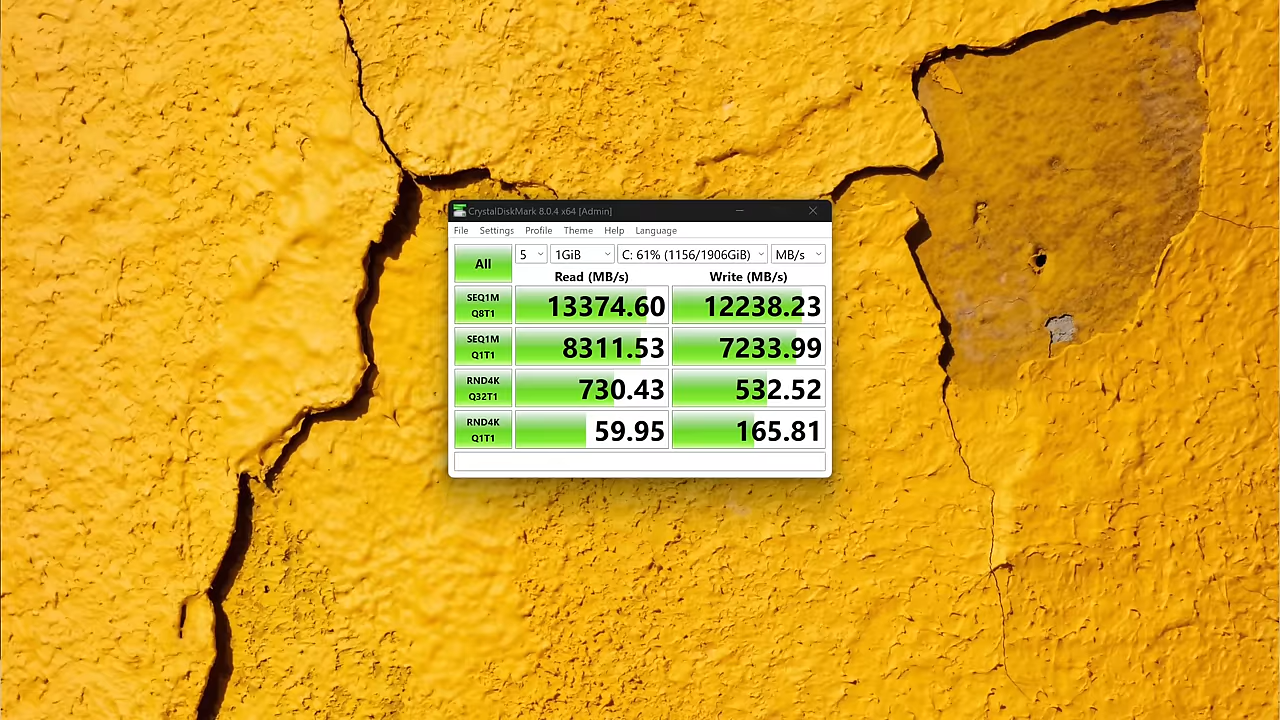 CrystalDiskMark 8.0.4 x64 [Admin]
File Settings Profile Theme Help Language
All 5 1GiB C: 61% (1156/1906GiB) MB/s
Read (MB/s) Write (MB/s)
SEQ1M Q8T1 13374.60 12238.23
SEQ1M Q1T1 8311.53 7233.99
RND4K Q32T1 730.43 532.52
RND4K Q1T1 59.95 165.81